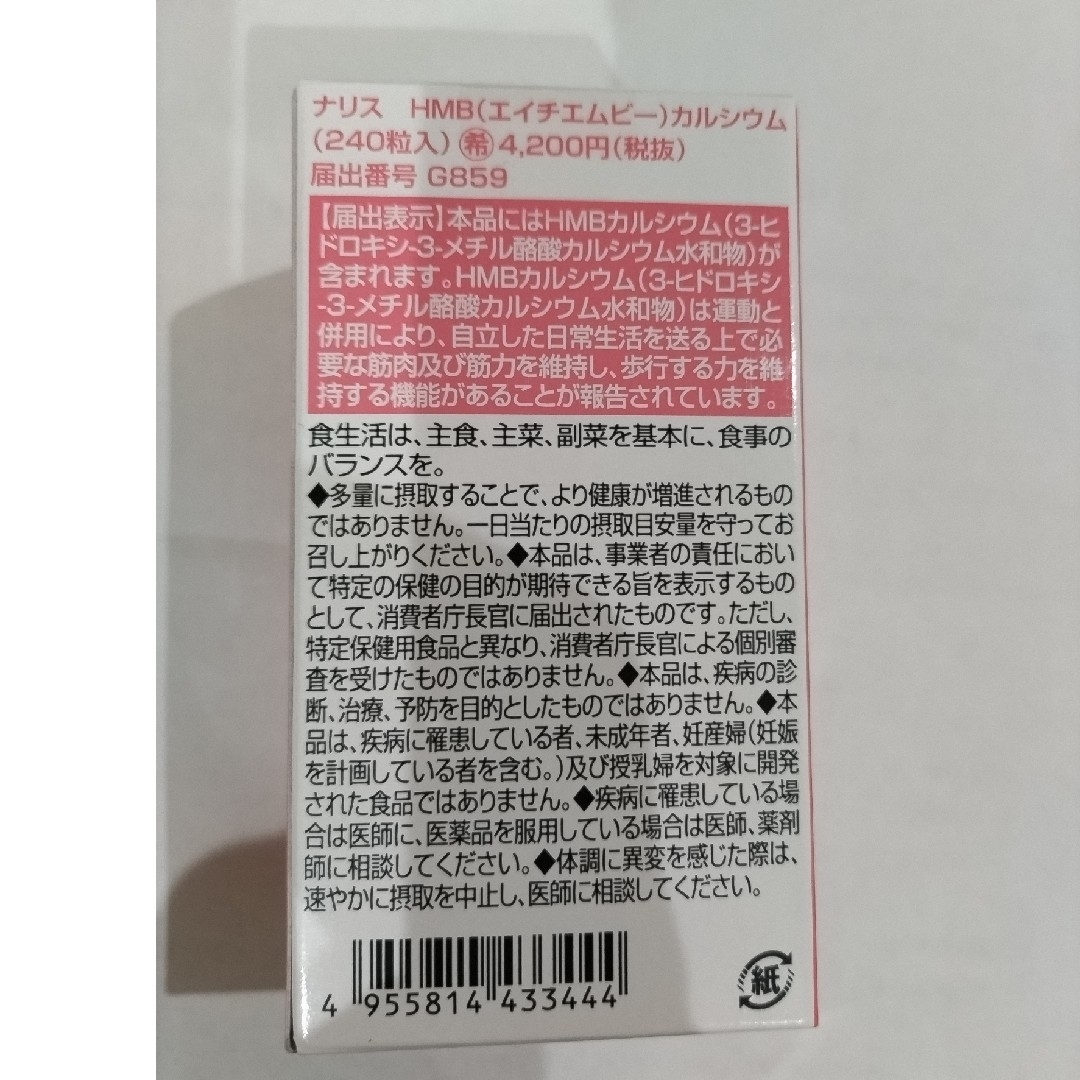 ナリス　HMB(エイチエムビー)カルシウム
(240粒入) 希 4,200円(税抜)
届出番号 G859
【届出表示】本品にはHMBカルシウム(3-ヒ
ドロキシ-3-メチル酪酸カルシウム水和物)が
含まれます。HMBカルシウム(3-ヒドロキシ
-3-メチル酪酸カルシウム水和物)は運動と
併用により、自立した日常生活を送る上で必
要な筋肉及び筋力を維持し、歩行する力を維
持する機能があることが報告されています。
食生活は、主食、主菜、副菜を基本に、食事の
バランスを。
◆多量に摂取することで、より健康が増進されるもの
ではありません。一日当たりの摂取目安量を守ってお
召し上がりください。◆本品は、事業者の責任におい
て特定の保健の目的が期待できる旨を表示するもの
として、消費者庁長官に届出されたものです。ただし、
特定保健用食品と異なり、消費者庁長官による個別審
査を受けたものではありません。◆本品は、疾病の診
断、治療、予防を目的としたものではありません。◆本
品は、疾病に罹患している者、未成年者、妊産婦(妊娠
を計画している者を含む。)及び授乳婦を対象に開発
された食品ではありません。◆疾病に罹患している場
合は医師に、医薬品を服用している場合は医師、薬剤
師に相談してください。◆体調に異変を感じた際は、
速やかに摂取を中止し、医師に相談してください。
4 955814 433444
紙